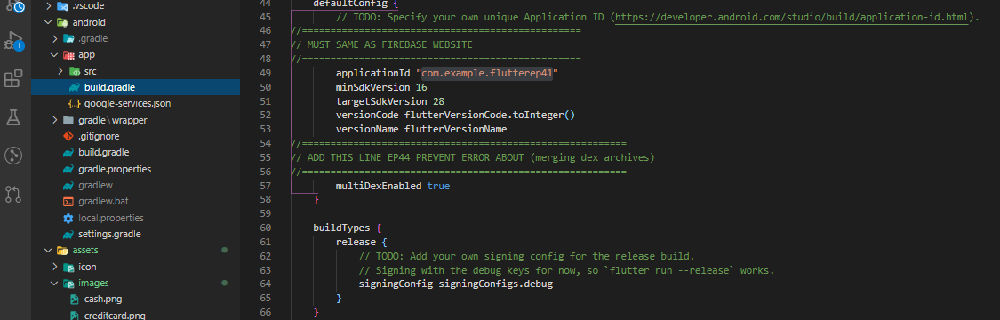 .vscode
android
.gradle
app
src
build.gradle
google-services.json
gradle\wrapper
.gitignore
build.gradle
gradle.properties
gradlew
gradlew.bat
local.properties
settings.gradle
assets
icon
images
cash.png
creditcard.png
1
44 defaultConfig {
45 // TODO: Specify your own unique Application ID (https://developer.android.com/studio/build/application-id.html).
46 //=================================================
47 // MUST SAME AS FIREBASE WEBSITE
48 //=================================================
49 applicationId "com.example.flutterep41"
50 minSdkVersion 16
51 targetSdkVersion 28
52 versionCode flutterVersionCode.toInteger()
53 versionName flutterVersionName
54 //=========================================================
55 // ADD THIS LINE EP44 PREVENT ERROR ABOUT (merging dex archives)
56 //=========================================================
57 multiDexEnabled true
58 }
59
60 buildTypes {
61 release {
62 // TODO: Add your own signing config for the release build.
63 // Signing with the debug keys for now, so `flutter run --release` works.
64 signingConfig signingConfigs.debug
65 }
66 }